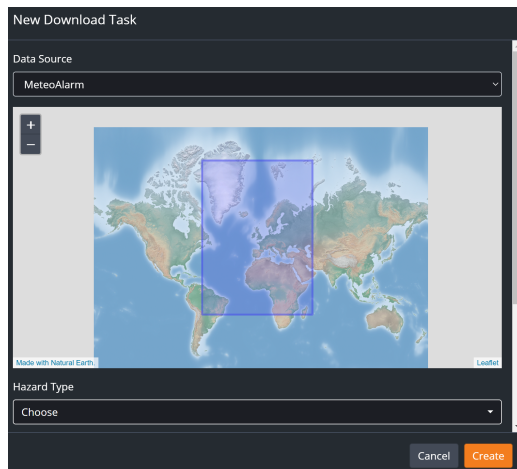 New Download Task
Data Source
MeteoAlarm
+
−
Made with Natural Earth.
Leaflet
Hazard Type
Choose
Cancel
Create